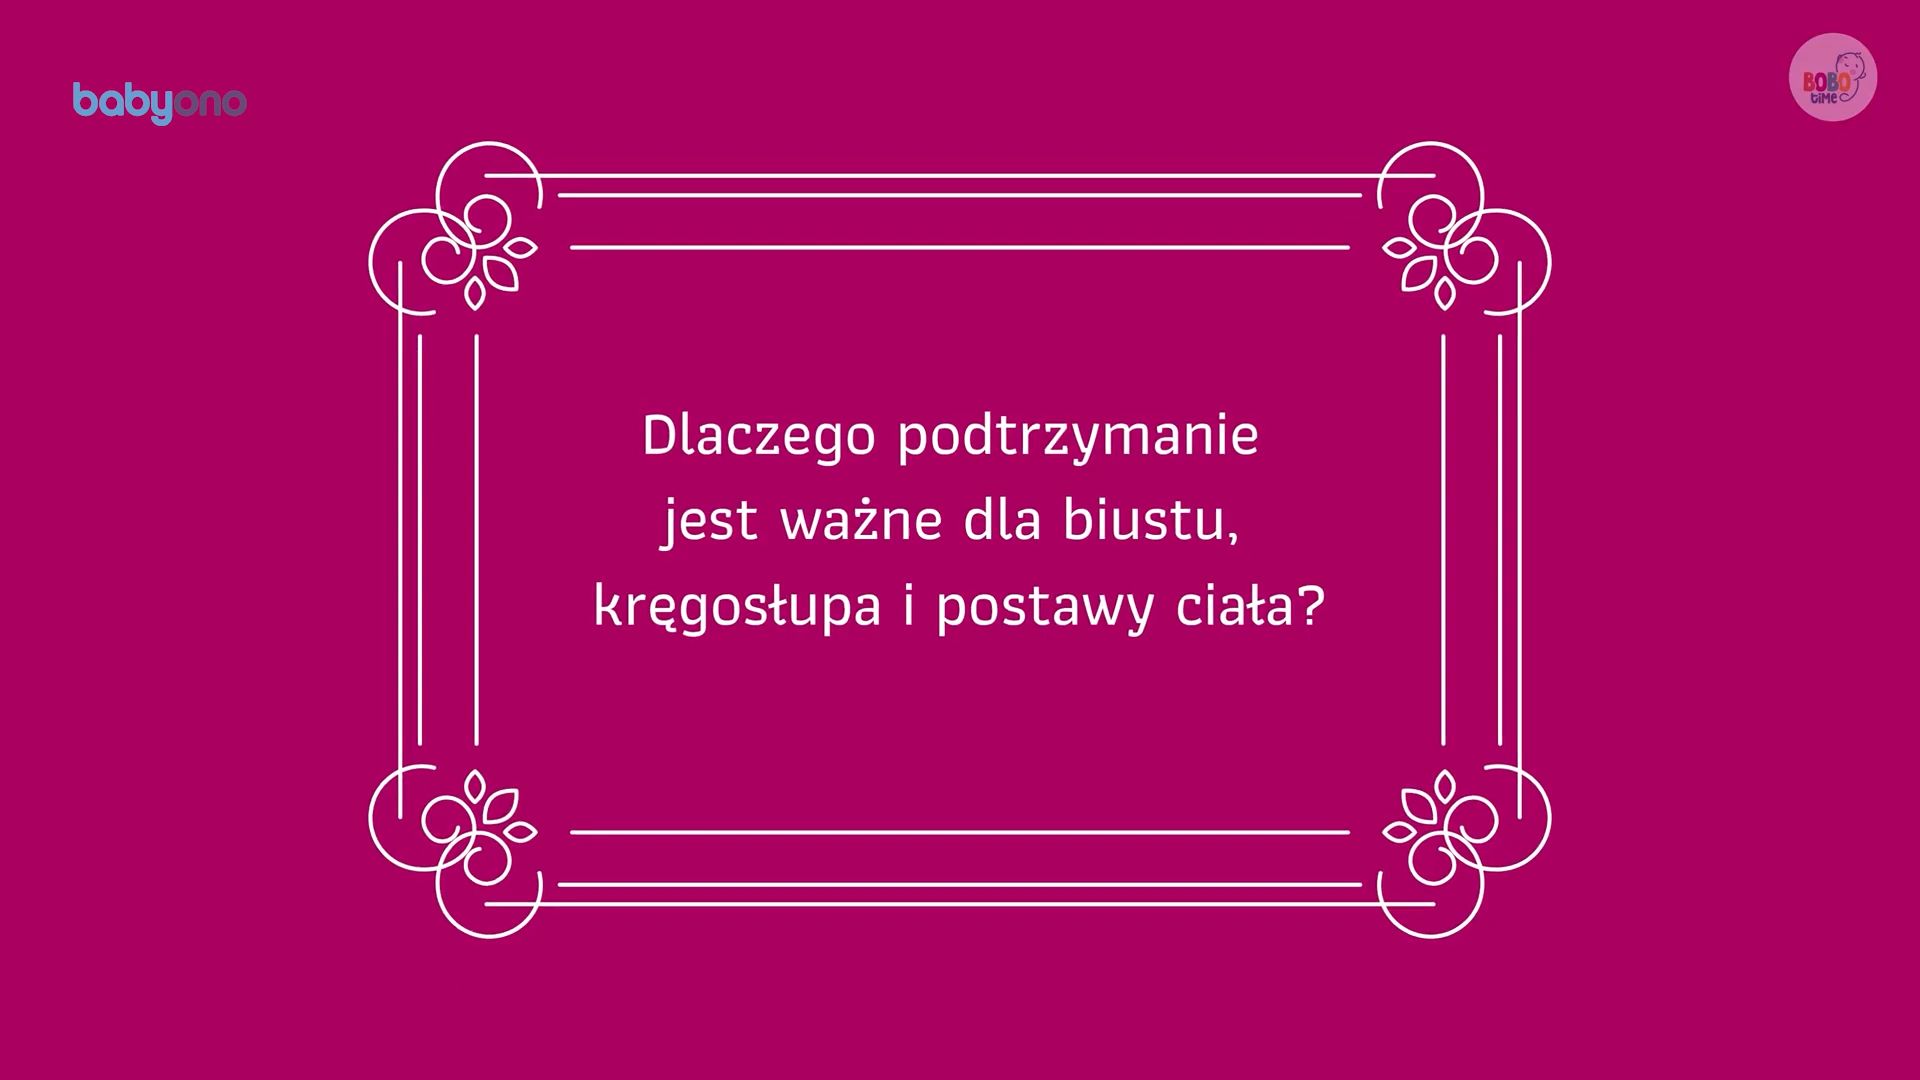 babyono
BOBO
tiMe
Dlaczego podtrzymanie
jest ważne dla biustu,
kręgosłupa i postawy ciała?